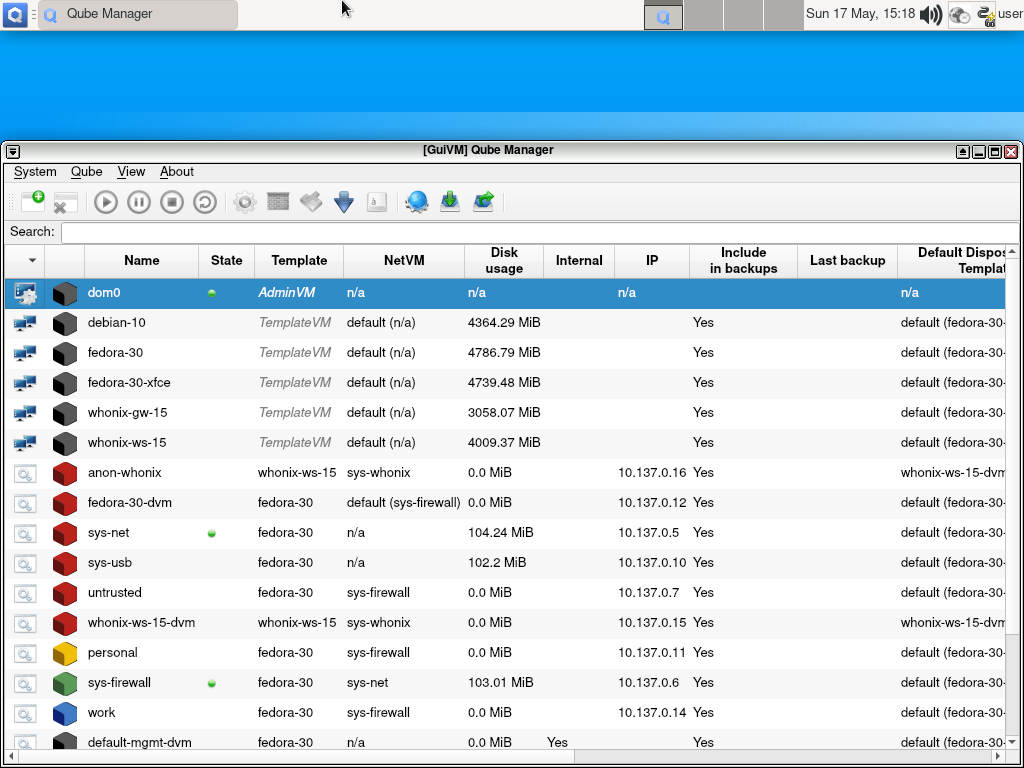 Qube Manager
Sun 17 May, 15:18
user
[GuiVM] Qube Manager
System Qube View About
Search:
Name State Template NetVM Disk usage Internal IP Include in backups Last backup Default Dispos Templat
dom0 AdminVM n/a n/a n/a n/a
debian-10 TemplateVM default (n/a) 4364.29 MiB Yes default (fedora-30-
fedora-30 TemplateVM default (n/a) 4786.79 MiB Yes default (fedora-30-
fedora-30-xfce TemplateVM default (n/a) 4739.48 MiB Yes default (fedora-30-
whonix-gw-15 TemplateVM default (n/a) 3058.07 MiB Yes default (fedora-30-
whonix-ws-15 TemplateVM default (n/a) 4009.37 MiB Yes default (fedora-30-
anon-whonix whonix-ws-15 sys-whonix 0.0 MiB 10.137.0.16 Yes whonix-ws-15-dvm
fedora-30-dvm fedora-30 default (sys-firewall) 0.0 MiB 10.137.0.12 Yes default (fedora-30-
sys-net fedora-30 n/a 104.24 MiB 10.137.0.5 Yes default (fedora-30-
sys-usb fedora-30 n/a 102.2 MiB 10.137.0.10 Yes default (fedora-30-
untrusted fedora-30 sys-firewall 0.0 MiB 10.137.0.7 Yes default (fedora-30-
whonix-ws-15-dvm whonix-ws-15 sys-whonix 0.0 MiB 10.137.0.15 Yes whonix-ws-15-dvm
personal fedora-30 sys-firewall 0.0 MiB 10.137.0.11 Yes default (fedora-30-
sys-firewall fedora-30 sys-net 103.01 MiB 10.137.0.6 Yes default (fedora-30-
work fedora-30 sys-firewall 0.0 MiB 10.137.0.14 Yes default (fedora-30-
default-mgmt-dvm fedora-30 n/a 0.0 MiB Yes Yes default (fedora-30-